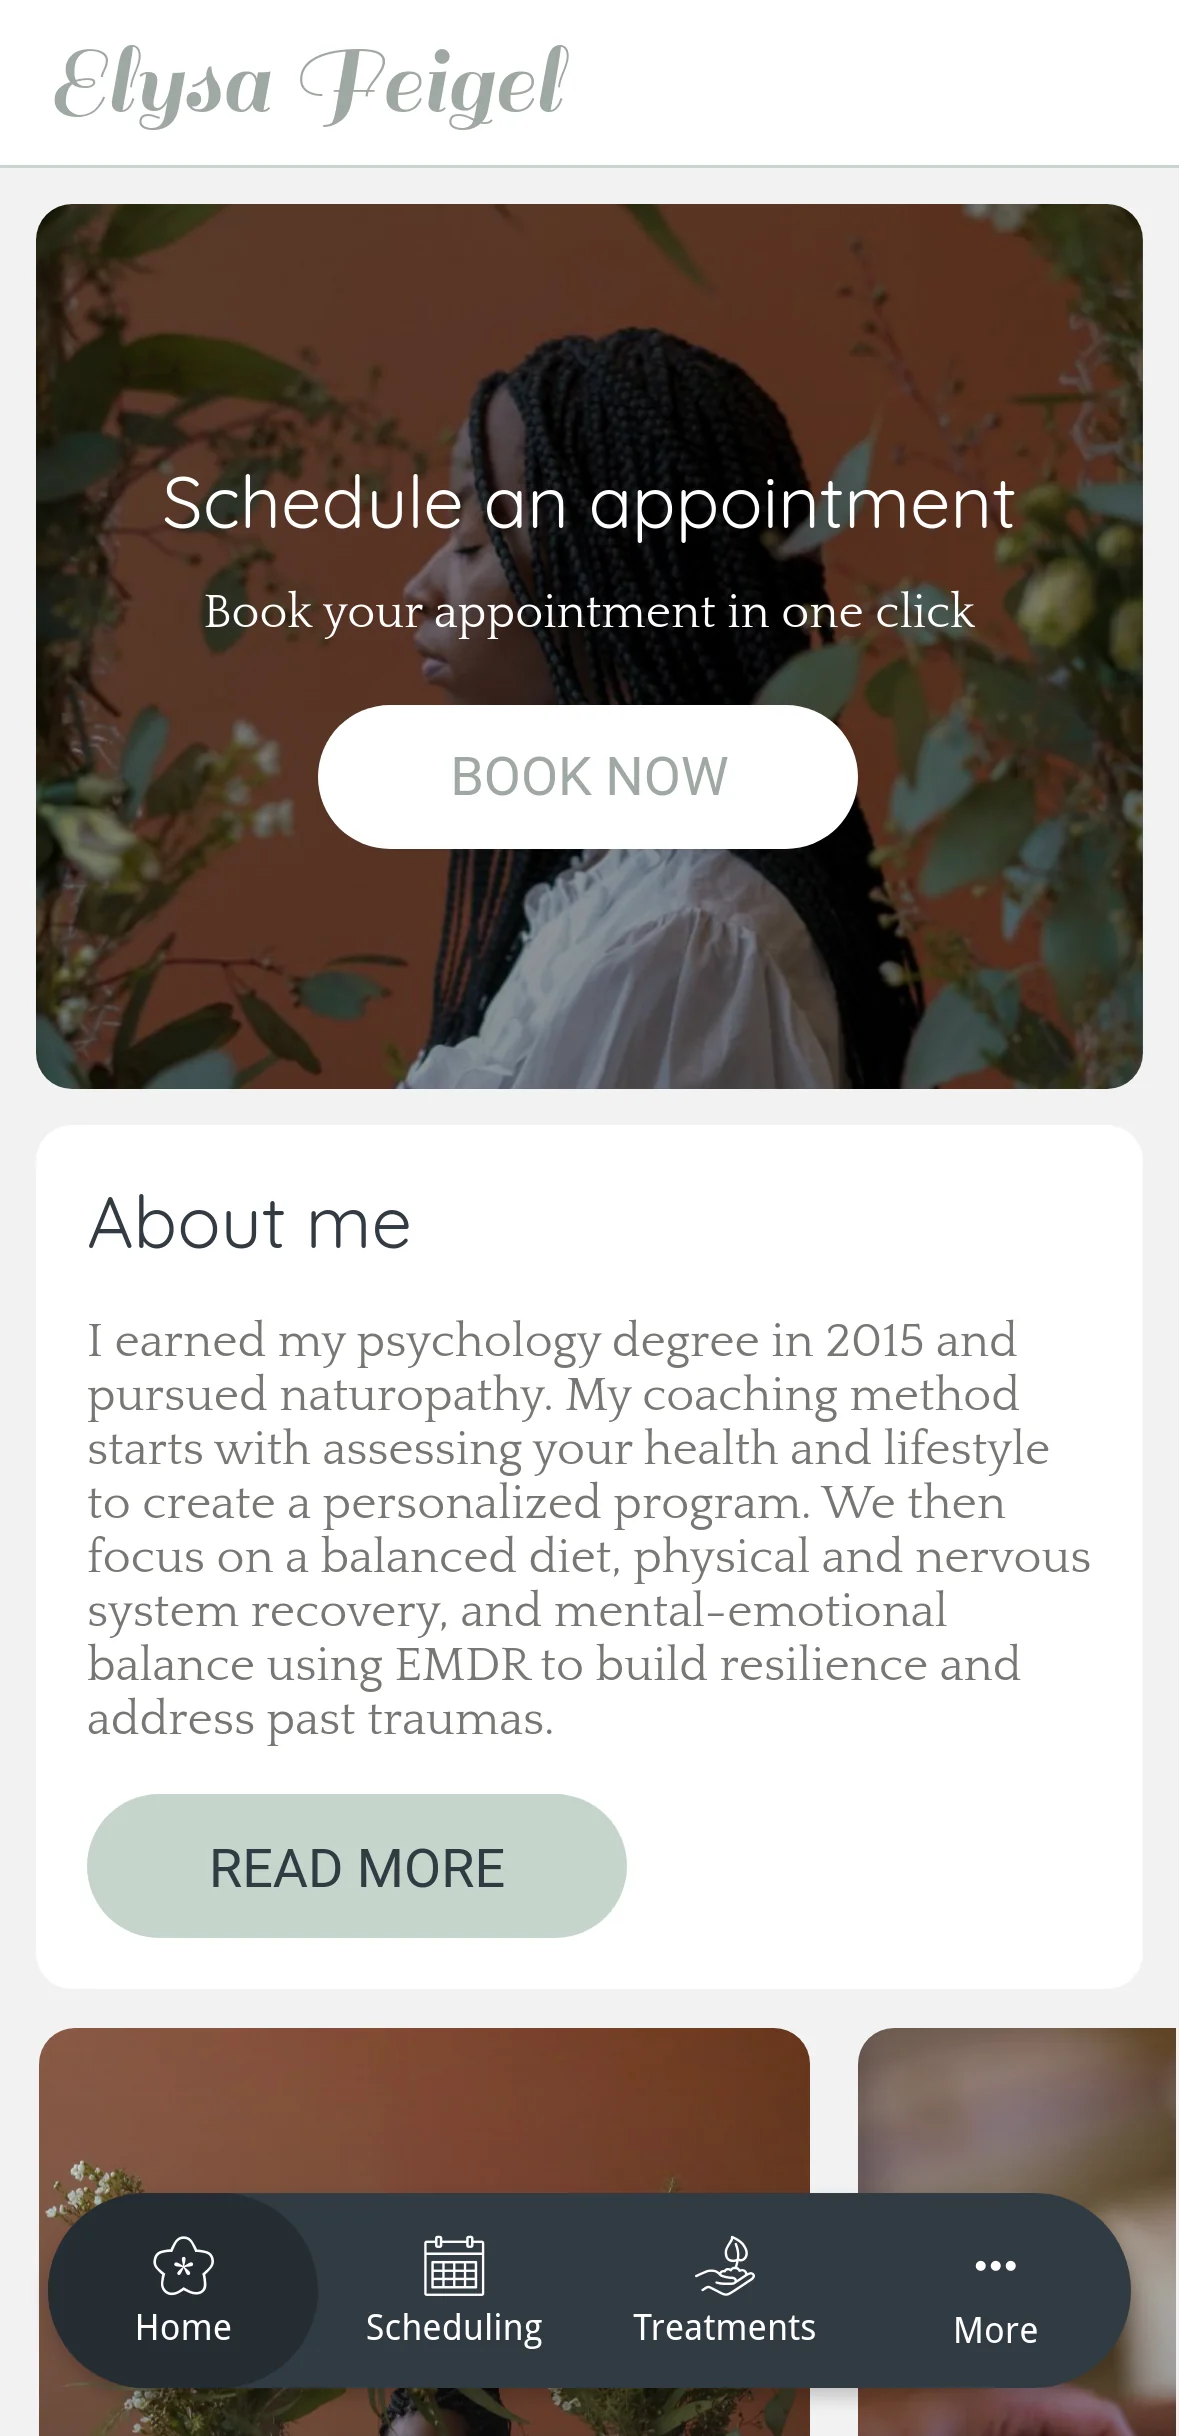 Elysa Feigel
Schedule an appointment
Book your appointment in one click
BOOK NOW
About me
I earned my psychology degree in 2015 and
pursued naturopathy. My coaching method
starts with assessing your health and lifestyle
to create a personalized program. We then
focus on a balanced diet, physical and nervous
system recovery, and mental-emotional
balance using EMDR to build resilience and
address past traumas.
READ MORE
Home
Scheduling
Treatments
More